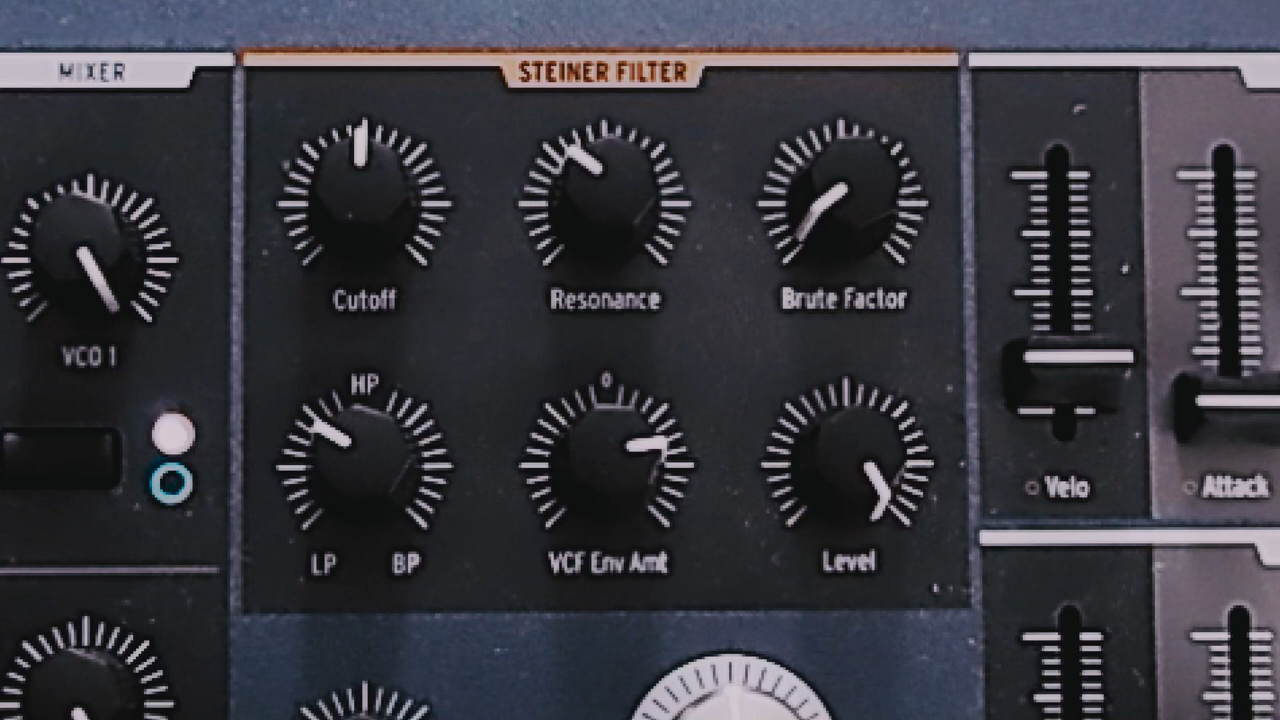 MIXER
STEINER FILTER
Cutoff
Resonance
Brute Factor
VCO 1
HP
0
Velo
Attack
LP
BP
VCF Env Amt
Level